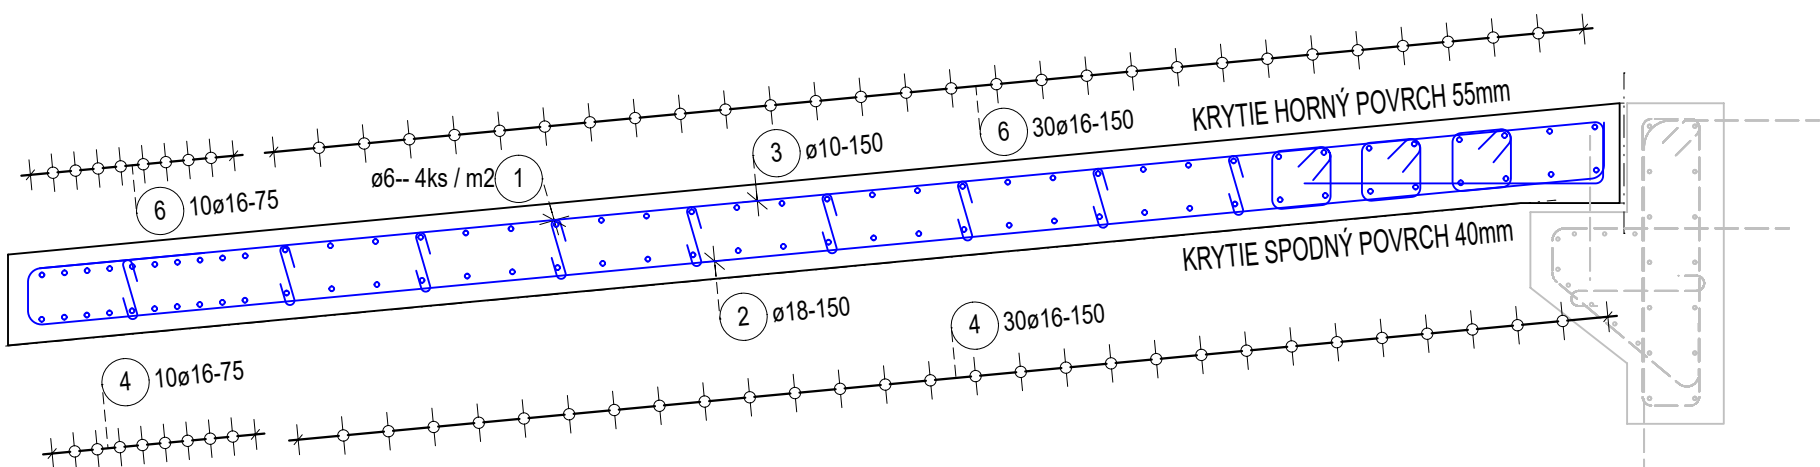 KRYTIE HORNÝ POVRCH 55mm
6 30ø16-150
3 ø10-150
ø6-- 4ks / m2 1
6 10ø16-75
KRYTIE SPODNÝ POVRCH 40mm
2 ø18-150
4 30ø16-150
4 10ø16-75